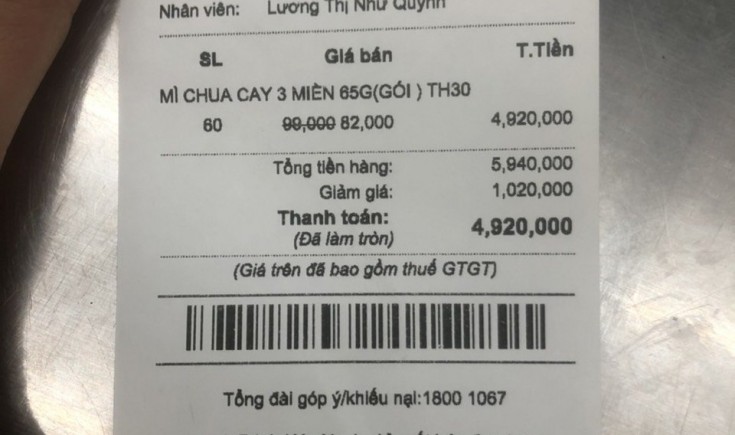 Nhân viên: Lương Thị Như Quỳnh
SL Giá bán T.Tiền
MÌ CHUA CAY 3 MIỀN 65G(GÓI ) TH30
60 99,000 82,000 4,920,000
Tổng tiền hàng: 5,940,000
Giảm giá: 1,020,000
Thanh toán: 4,920,000
(Đã làm tròn)
(Giá trên đã bao gồm thuế GTGT)
Tổng đài góp ý/khiếu nại:1800 1067